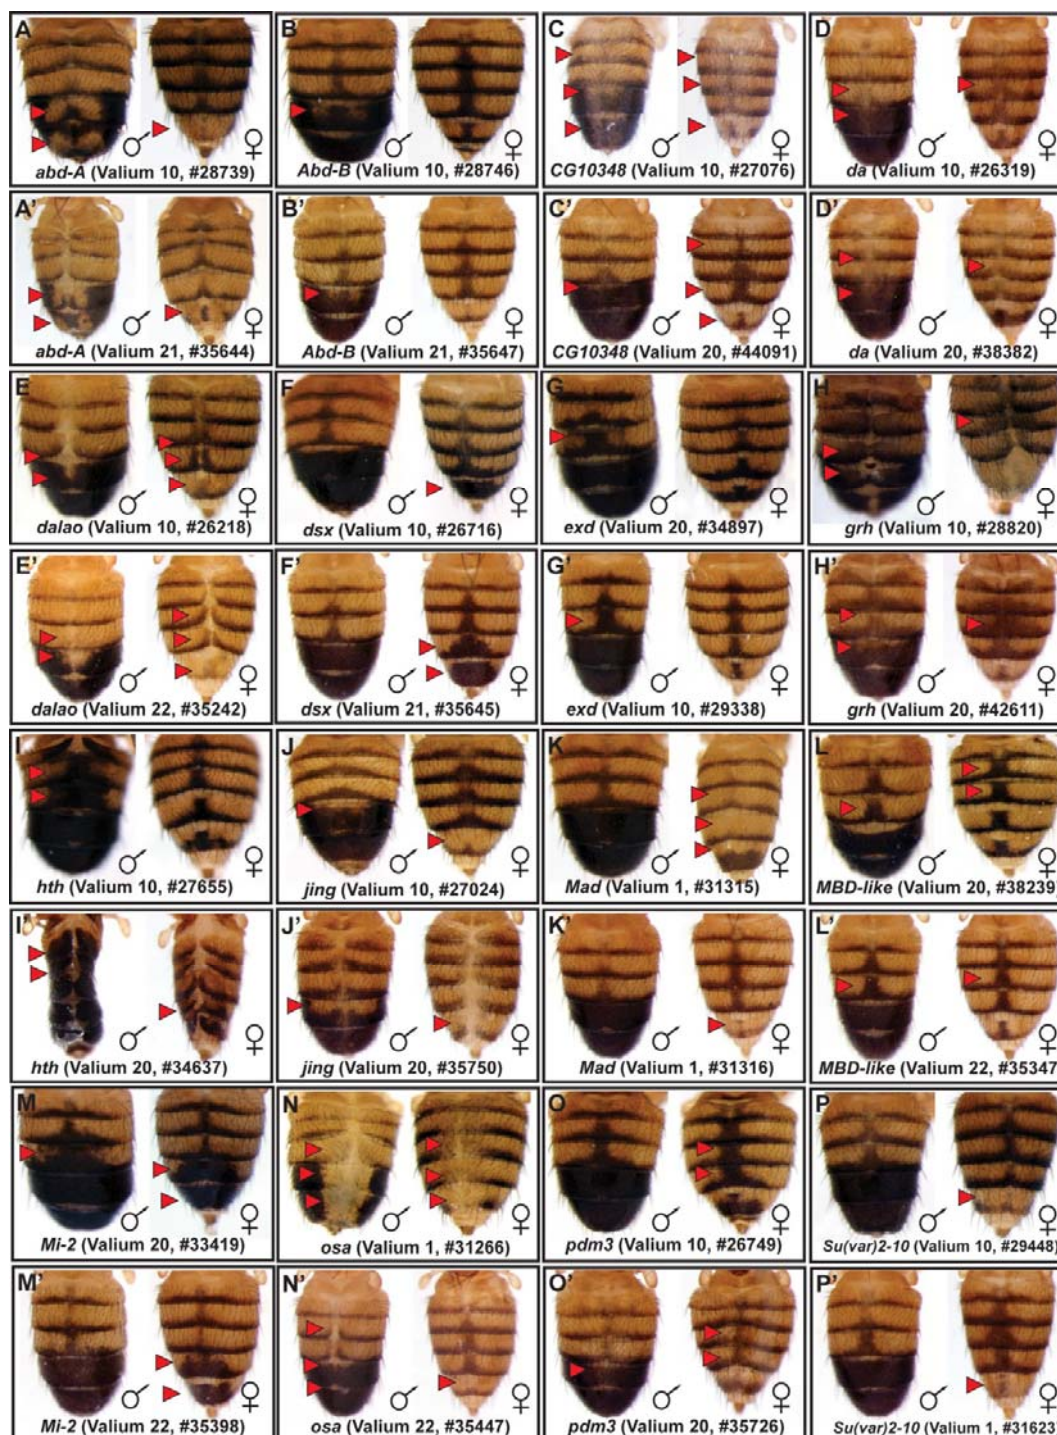 A B C D
♂ ♀ ♂ ♀ ♂ ♀ ♂ ♀
abd-A (Valium 10, #28739) Abd-B (Valium 10, #28746) CG10348 (Valium 10, #27076) da (Valium 10, #26319)
A' B' C' D'
♂ ♀ ♂ ♀ ♂ ♀ ♂ ♀
abd-A (Valium 21, #35644) Abd-B (Valium 21, #35647) CG10348 (Valium 20, #44091) da (Valium 20, #38382)
E F G H
♂ ♀ ♂ ♀ ♂ ♀ ♂ ♀
dalao (Valium 10, #26218) dsx (Valium 10, #26716) exd (Valium 20, #34897) grh (Valium 10, #28820)
E' F' G' H'
♂ ♀ ♂ ♀ ♂ ♀ ♂ ♀
dalao (Valium 22, #35242) dsx (Valium 21, #35645) exd (Valium 10, #29338) grh (Valium 20, #42611)
I J K L
♂ ♀ ♂ ♀ ♂ ♀ ♂ ♀
hth (Valium 10, #27655) jing (Valium 10, #27024) Mad (Valium 1, #31315) MBD-like (Valium 20, #38239)
I' J' K' L'
♂ ♀ ♂ ♀ ♂ ♀ ♂ ♀
hth (Valium 20, #34637) jing (Valium 20, #35750) Mad (Valium 1, #31316) MBD-like (Valium 22, #35347)
M N O P
♂ ♀ ♂ ♀ ♂ ♀ ♂ ♀
Mi-2 (Valium 20, #33419) osa (Valium 1, #31266) pdm3 (Valium 10, #26749) Su(var)2-10 (Valium 10, #29448)
M' N' O' P'
♂ ♀ ♂ ♀ ♂ ♀ ♂ ♀
Mi-2 (Valium 22, #35398) osa (Valium 22, #35447) pdm3 (Valium 20, #35726) Su(var)2-10 (Valium 1, #31623)